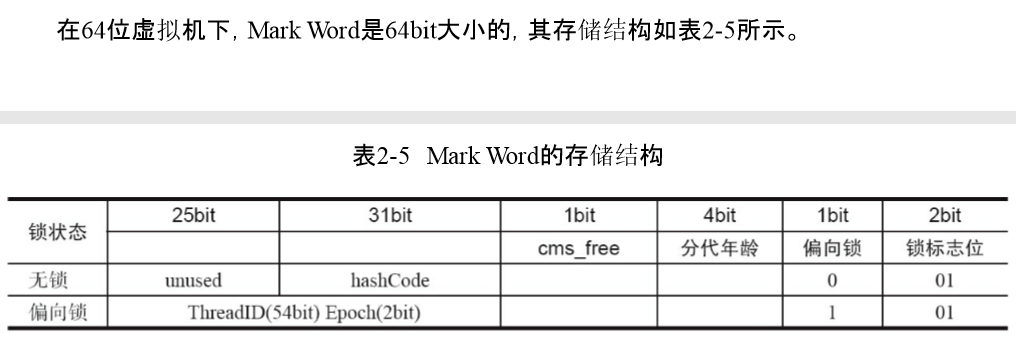 在64位虚拟机下, Mark Word是64bit大小的, 其存储结构如表2-5所示。
表2-5 Mark Word的存储结构
锁状态 25bit 31bit 1bit 4bit 1bit 2bit
cms_free 分代年龄 偏向锁 锁标志位
无锁 unused hashCode 0 01
偏向锁 ThreadID(54bit) Epoch(2bit) 1 01